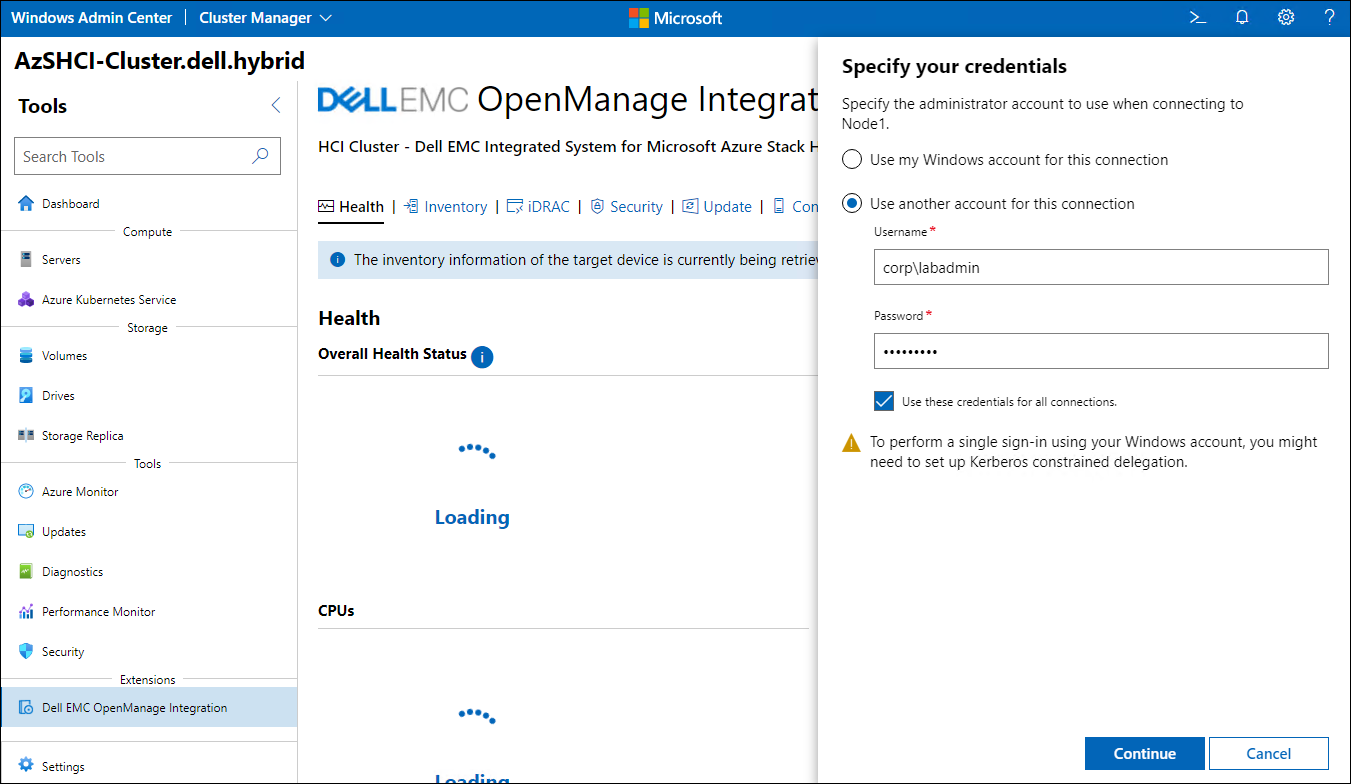 Windows Admin Center | Cluster Manager
Microsoft
>_
?
AzSHCI-Cluster.dell.hybrid
Tools
Search Tools
Dashboard
Compute
Servers
Azure Kubernetes Service
Storage
Volumes
Drives
Storage Replica
Tools
Azure Monitor
Updates
Diagnostics
Performance Monitor
Security
Extensions
Dell EMC OpenManage Integration
Settings
DELLEMC OpenManage Integrat
HCI Cluster - Dell EMC Integrated System for Microsoft Azure Stack H
Health | Inventory | iDRAC | Security | Update | Con
The inventory information of the target device is currently being retrie
Health
Overall Health Status
Loading
CPUs
Loading
Specify your credentials
Specify the administrator account to use when connecting to
Node1.
Use my Windows account for this connection
Use another account for this connection
Username*
corp\labadmin
Password*
•••••••••
Use these credentials for all connections.
To perform a single sign-in using your Windows account, you might
need to set up Kerberos constrained delegation.
Continue
Cancel